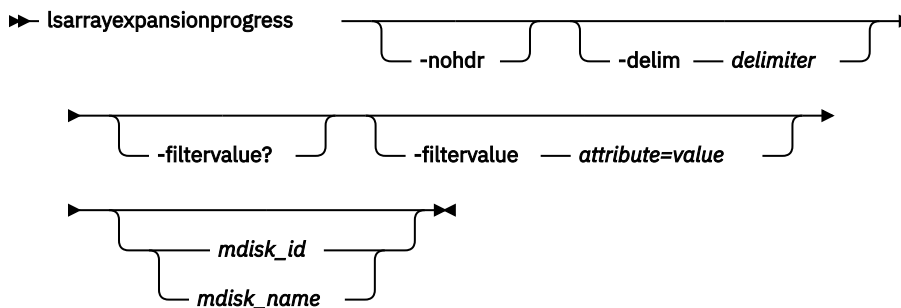 lsarrayexpansionprogress
-nohdr -delim delimiter
-filtervalue? -filtervalue attribute=value
mdisk_id
mdisk_name